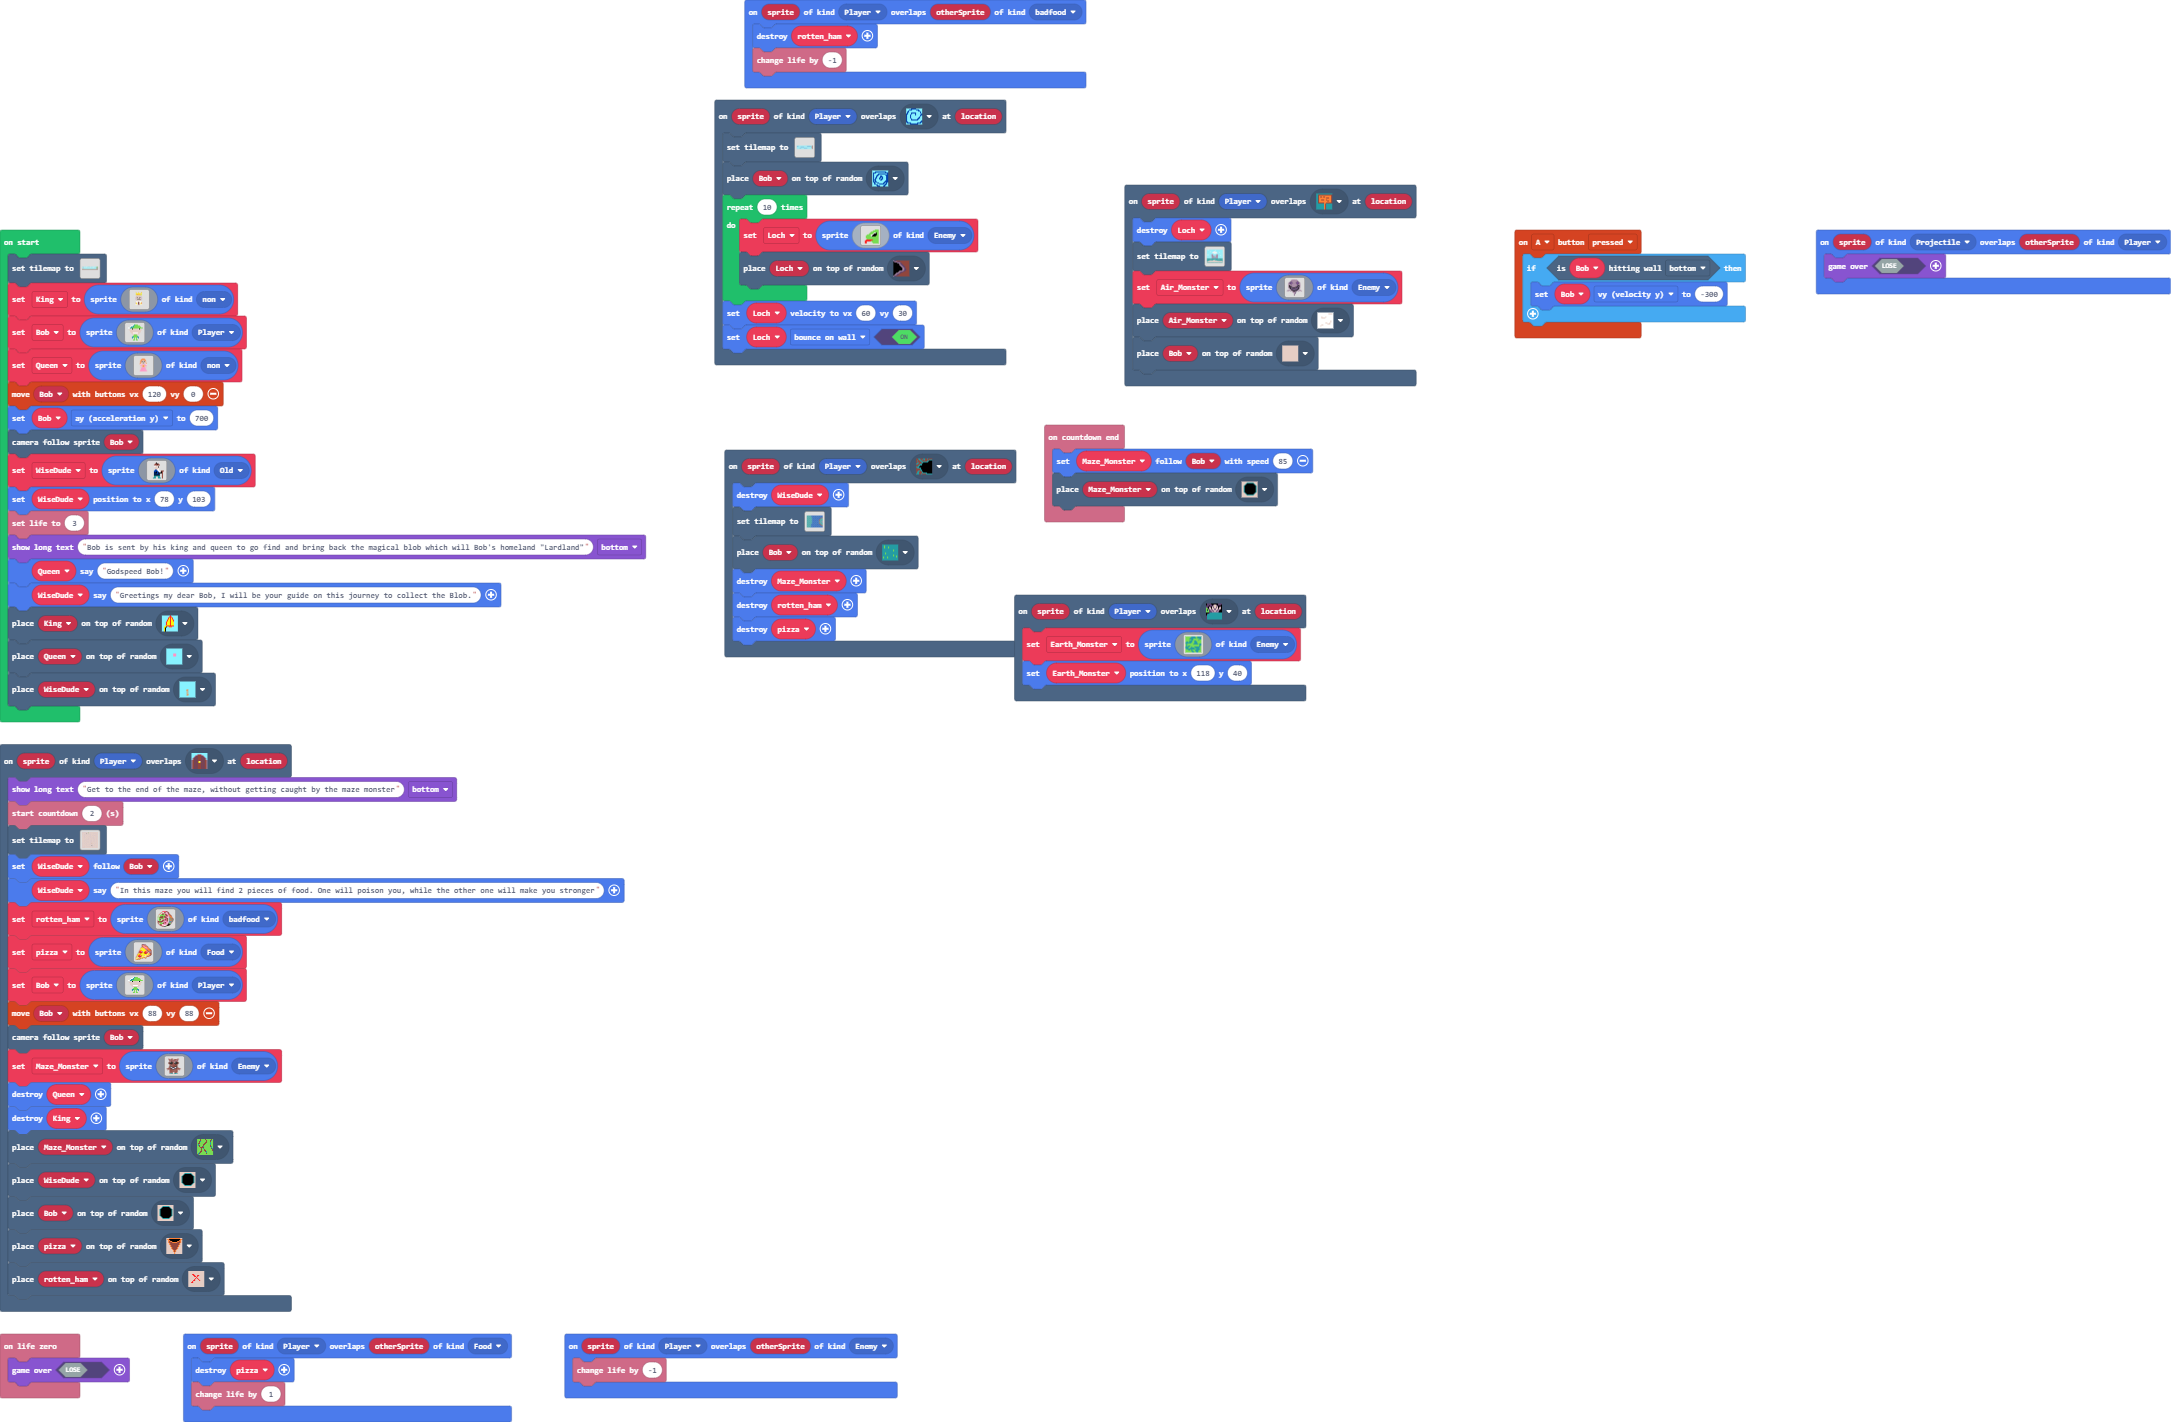 on sprite of kind Player overlaps otherSprite of kind badfood
destroy rotten_ham
change life by -1
on sprite of kind Player overlaps at location
set tilemap to
place Bob on top of random
repeat 10 times
do
set Loch to sprite of kind Enemy
place Loch on top of random
set Loch velocity to vx 60 vy 30
set Loch bounce on wall ON
on sprite of kind Player overlaps at location
destroy Loch
set tilemap to
set Air_Monster to sprite of kind Enemy
place Air_Monster on top of random
place Bob on top of random
on A button pressed
if is Bob hitting wall bottom then
set Bob vy (velocity y) to -300
on sprite of kind Projectile overlaps otherSprite of kind Player
game over LOSE
on start
set tilemap to
set King to sprite of kind non
set Bob to sprite of kind Player
set Queen to sprite of kind non
move Bob with buttons vx 120 vy 0
set Bob ay (acceleration y) to 700
camera follow sprite Bob
set WiseDude to sprite of kind Old
set WiseDude position to x 78 y 103
set life to 3
show long text "Bob is sent by his king and queen to go find and bring back the magical blob which will Bob's homeland "Lardland"" bottom
Queen say "Godspeed Bob!"
WiseDude say "Greetings my dear Bob, I will be your guide on this journey to collect the Blob."
place King on top of random
place Queen on top of random
place WiseDude on top of random
on sprite of kind Player overlaps at location
destroy WiseDude
set tilemap to
place Bob on top of random
destroy Maze_Monster
destroy rotten_ham
destroy pizza
on countdown end
set Maze_Monster follow Bob with speed 85
place Maze_Monster on top of random
on sprite of kind Player overlaps at location
set Earth_Monster to sprite of kind Enemy
set Earth_Monster position to x 118 y 40
on sprite of kind Player overlaps at location
show long text "Get to the end of the maze, without getting caught by the maze monster" bottom
start countdown 2 (s)
set tilemap to
set WiseDude follow Bob
WiseDude say "In this maze you will find 2 pieces of food. One will poison you, while the other one will make you stronger"
set rotten_ham to sprite of kind badfood
set pizza to sprite of kind Food
set Bob to sprite of kind Player
move Bob with buttons vx 88 vy 88
camera follow sprite Bob
set Maze_Monster to sprite of kind Enemy
destroy Queen
destroy King
place Maze_Monster on top of random
place WiseDude on top of random
place Bob on top of random
place pizza on top of random
place rotten_ham on top of random
on life zero
game over LOSE
on sprite of kind Player overlaps otherSprite of kind Food
destroy pizza
change life by 1
on sprite of kind Player overlaps otherSprite of kind Enemy
change life by -1